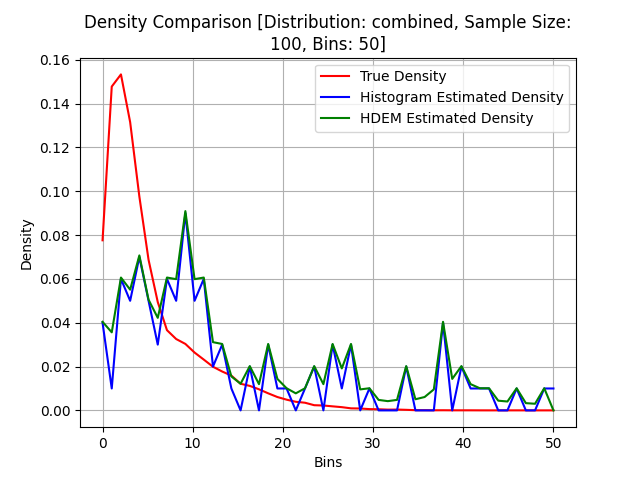 Density Comparison [Distribution: combined, Sample Size:
100, Bins: 50]
True Density
Histogram Estimated Density
HDEM Estimated Density
Density
0.16
0.14
0.12
0.10
0.08
0.06
0.04
0.02
0.00
0 10 20 30 40 50
Bins